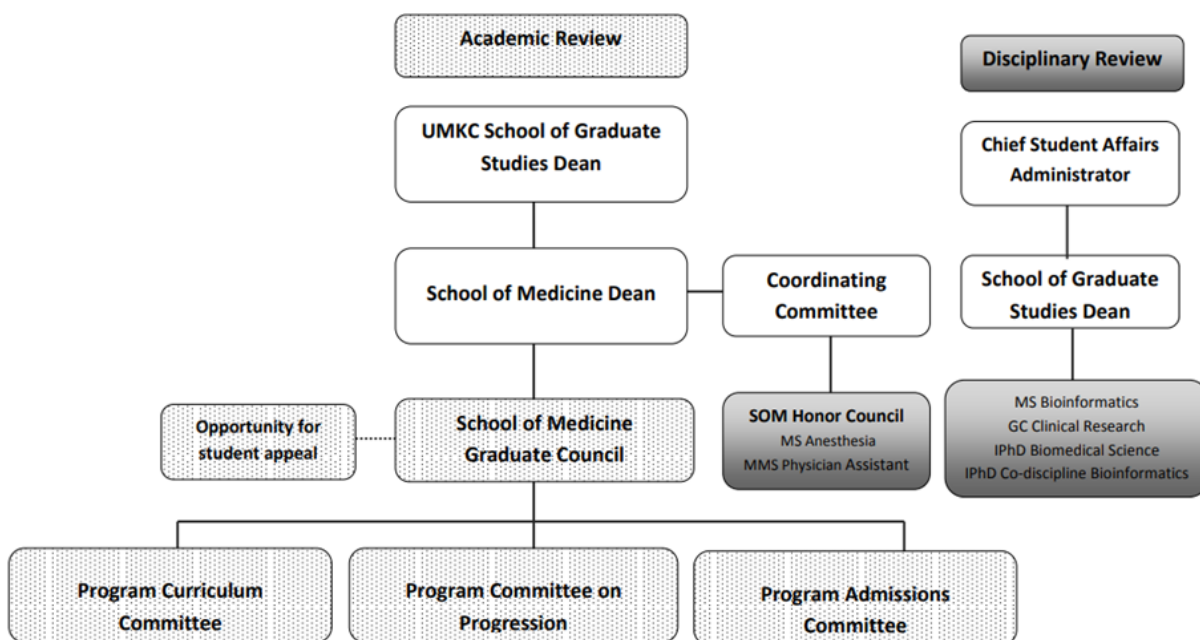 Academic Review
Disciplinary Review
UMKC School of Graduate
Studies Dean
Chief Student Affairs
Administrator
School of Medicine Dean
Coordinating
Committee
School of Graduate
Studies Dean
Opportunity for
student appeal
School of Medicine
Graduate Council
SOM Honor Council
MS Anesthesia
MMS Physician Assistant
MS Bioinformatics
GC Clinical Research
IPhD Biomedical Science
IPhD Co-discipline Bioinformatics
Program Curriculum
Committee
Program Committee on
Progression
Program Admissions
Committee